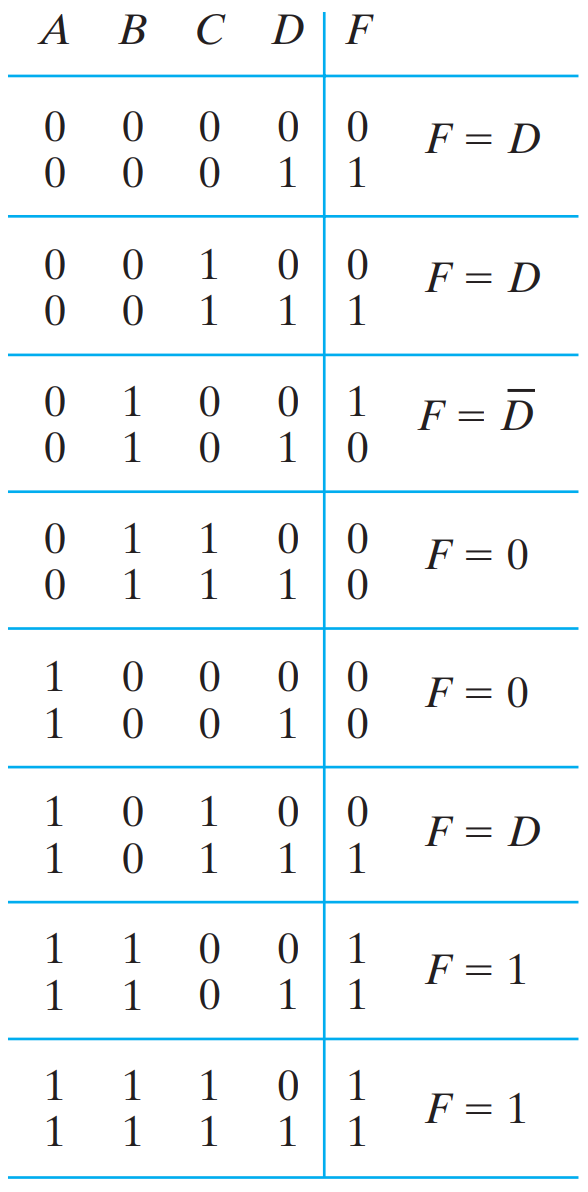 A B C D F
0 0 0 0 0 F = D
0 0 0 1 1
0 0 1 0 0 F = D
0 0 1 1 1
0 1 0 0 1 F = D̅
0 1 0 1 0
0 1 1 0 0 F = 0
0 1 1 1 0
1 0 0 0 0 F = 0
1 0 0 1 0
1 0 1 0 0 F = D
1 0 1 1 1
1 1 0 0 1 F = 1
1 1 0 1 1
1 1 1 0 1 F = 1
1 1 1 1 1